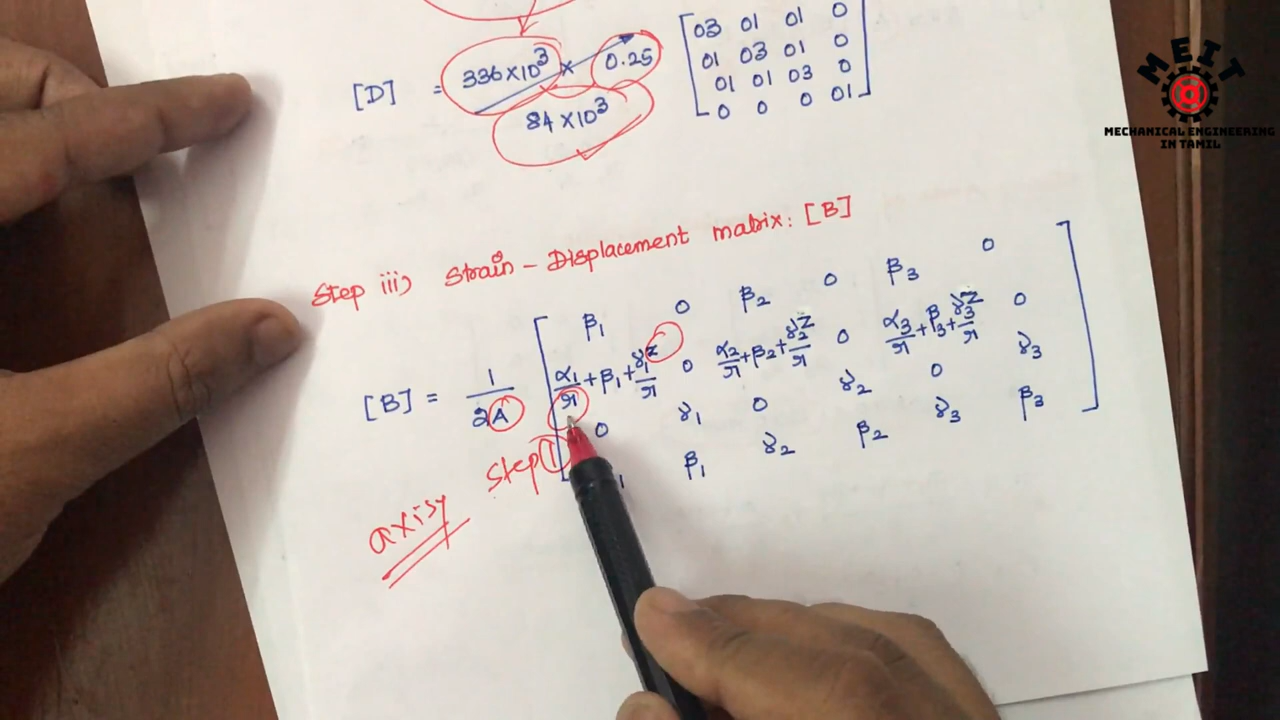 [D] = 336×10³ × 0.25 [03 01 01 0
01 03 01 0
01 01 03 0
0 0 0 01]
84×10³
MEIT
MECHANICAL ENGINEERING
IN TAMIL
Step iii) Strain - Displacement matrix: [B]
[B] = 1/2A [β₁ 0 β₂ 0 β₃ 0
α₁/r + β₁ + γ₁z/r 0 α₂/r + β₂ + γ₂z/r 0 α₃/r + β₃ + γ₃z/r 0
0 γ₁ 0 γ₂ 0 γ₃
β₁ γ₂ β₂ γ₃ β₃]
Step 1
axisy